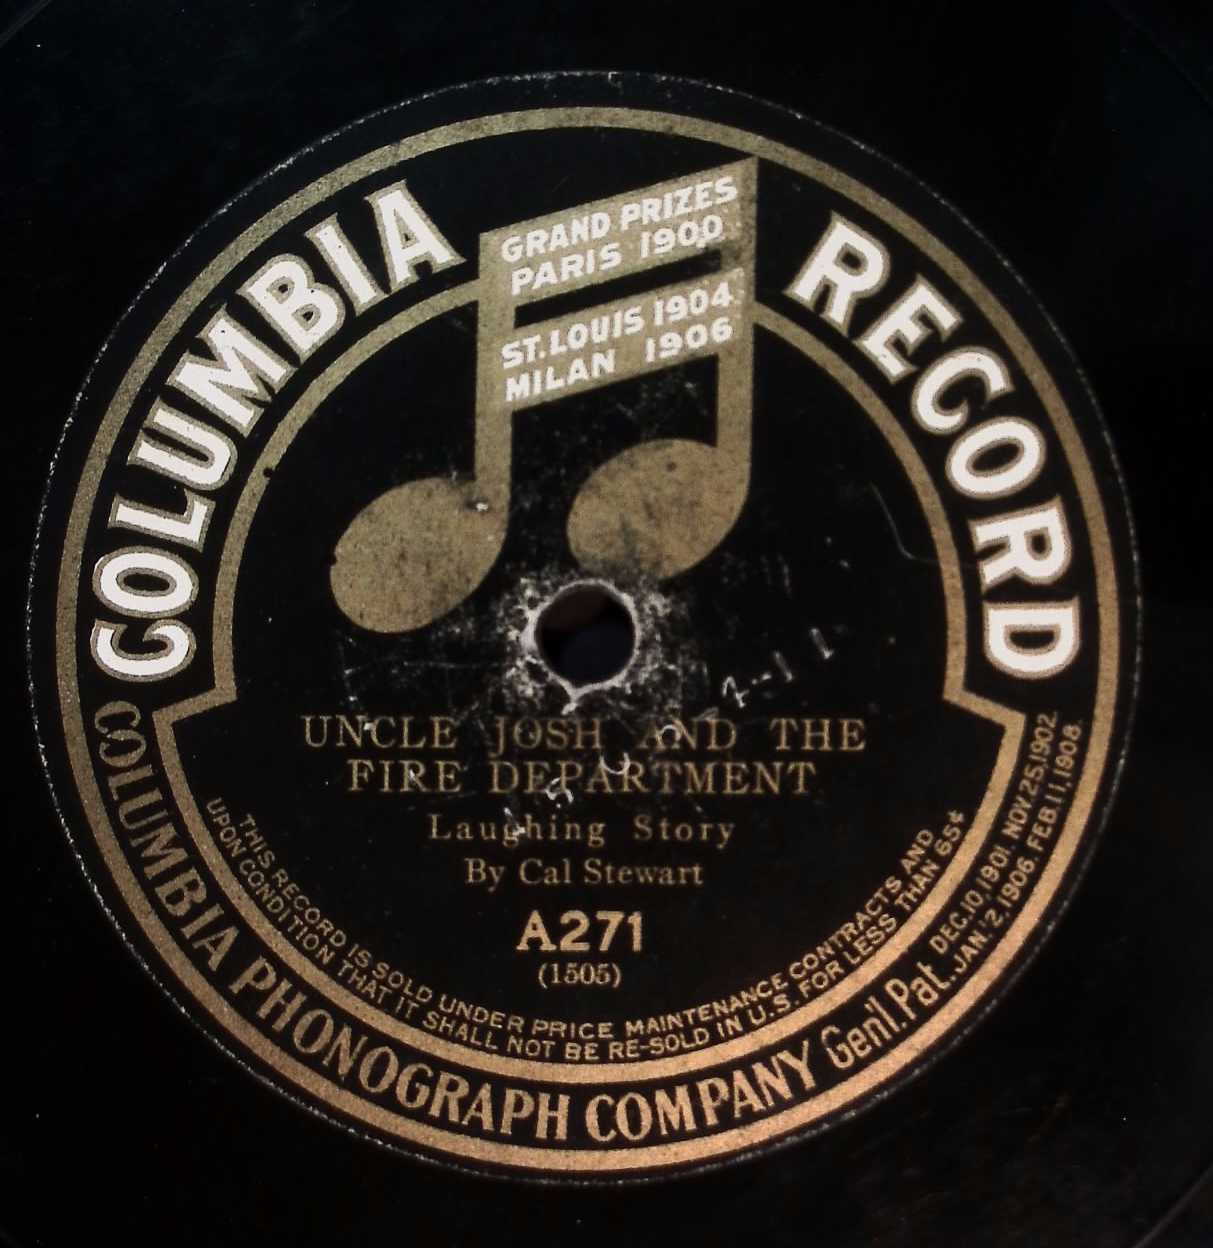 COLUMBIA RECORD
GRAND PRIZES
PARIS 1900
ST. LOUIS 1904
MILAN 1906
UNCLE JOSH AND THE
FIRE DEPARTMENT
Laughing Story
By Cal Stewart
A271
(1505)
THIS RECORD IS SOLD UNDER PRICE MAINTENANCE CONTRACTS AND
UPON CONDITION THAT IT SHALL NOT BE RE-SOLD IN U.S. FOR LESS THAN 65¢
COLUMBIA PHONOGRAPH COMPANY Gen'l. Pat. DEC.10,1901. NOV.25,1902.
JAN. 2, 1906. FEB.11,1908.